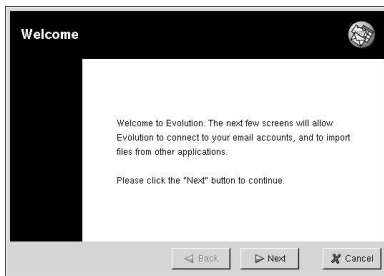 Welcome
Welcome to Evolution. The next few screens will allow
Evolution to connect to your email accounts, and to import
files from other applications.
Please click the "Next" button to continue.
Back
Next
Cancel